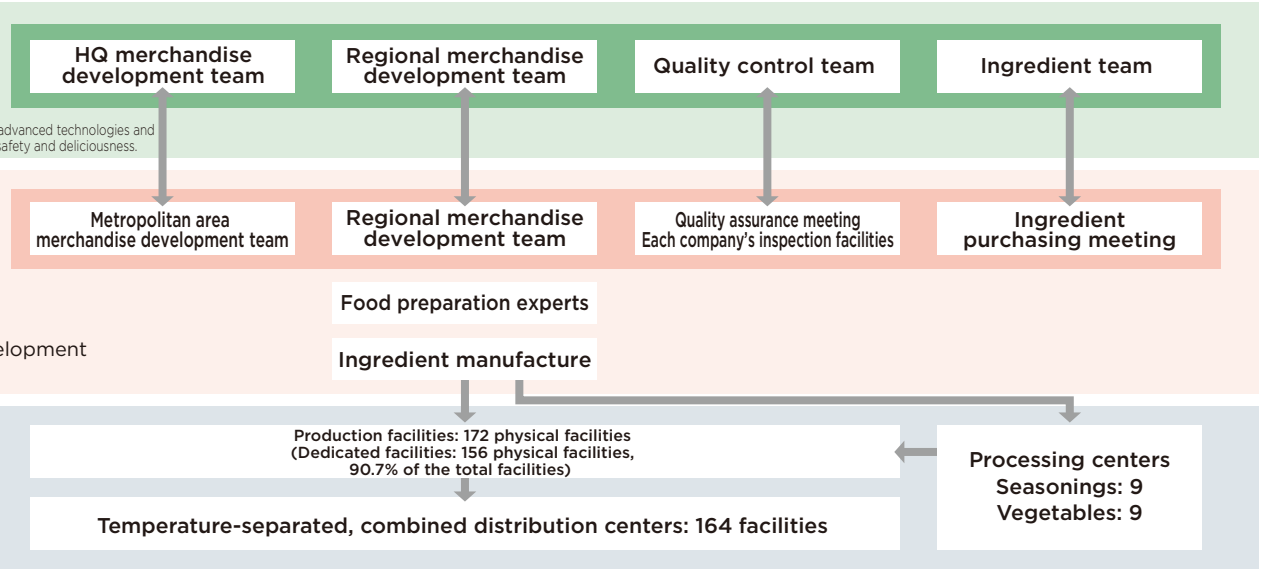 HQ merchandise
development team
Regional merchandise
development team
Quality control team
Ingredient team
advanced technologies and
safety and deliciousness.
Metropolitan area
merchandise development team
Regional merchandise
development team
Quality assurance meeting
Each company's inspection facilities
Ingredient
purchasing meeting
Food preparation experts
elopment
Ingredient manufacture
Production facilities: 172 physical facilities
(Dedicated facilities: 156 physical facilities,
90.7% of the total facilities)
Processing centers
Seasonings: 9
Vegetables: 9
Temperature-separated, combined distribution centers: 164 facilities